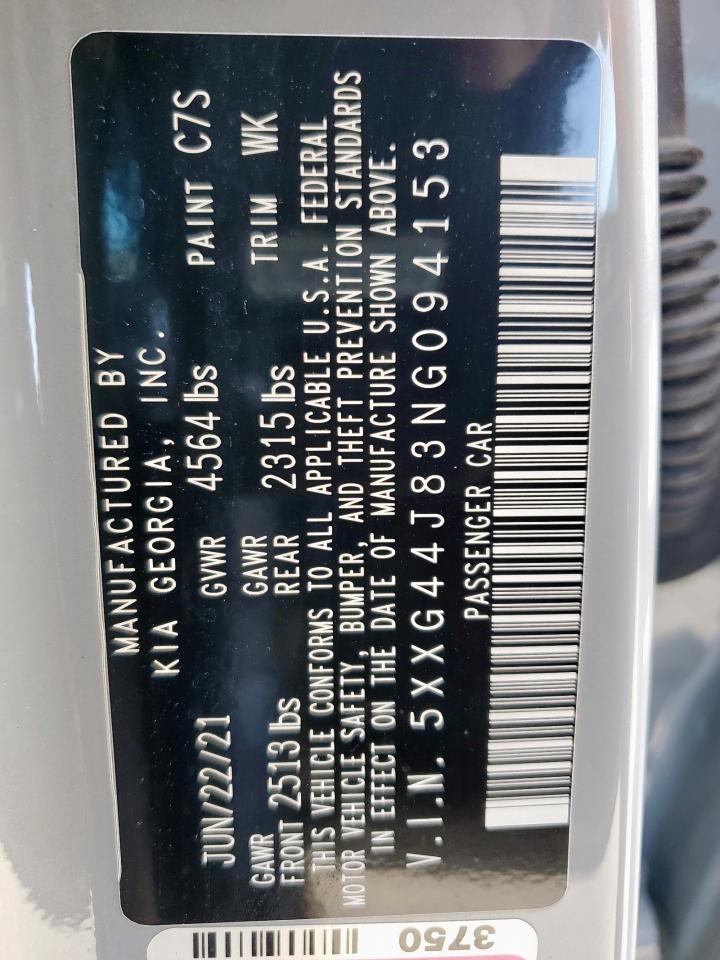 MANUFACTURED BY
KIA GEORGIA, INC.
JUN/22/21 GVWR 4564 lbs PAINT C7S
GAWR GAWR
FRONT 2513 lbs REAR 2315 lbs TRIM WK
THIS VEHICLE CONFORMS TO ALL APPLICABLE U.S.A. FEDERAL
MOTOR VEHICLE SAFETY, BUMPER, AND THEFT PREVENTION STANDARDS
IN EFFECT ON THE DATE OF MANUFACTURE SHOWN ABOVE.
V.I.N. 5XXG44J83NG094153
PASSENGER CAR
3750